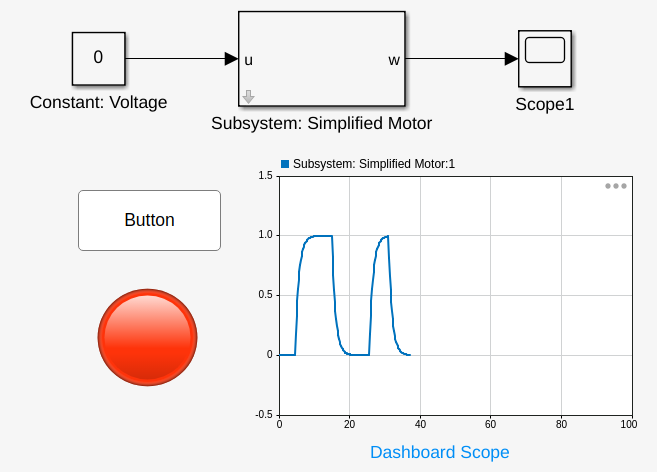 0
u
w
Constant: Voltage
Subsystem: Simplified Motor
Scope1
Subsystem: Simplified Motor:1
Button
1.5
1.0
0.5
0
-0.5
0 20 40 60 80 100
Dashboard Scope